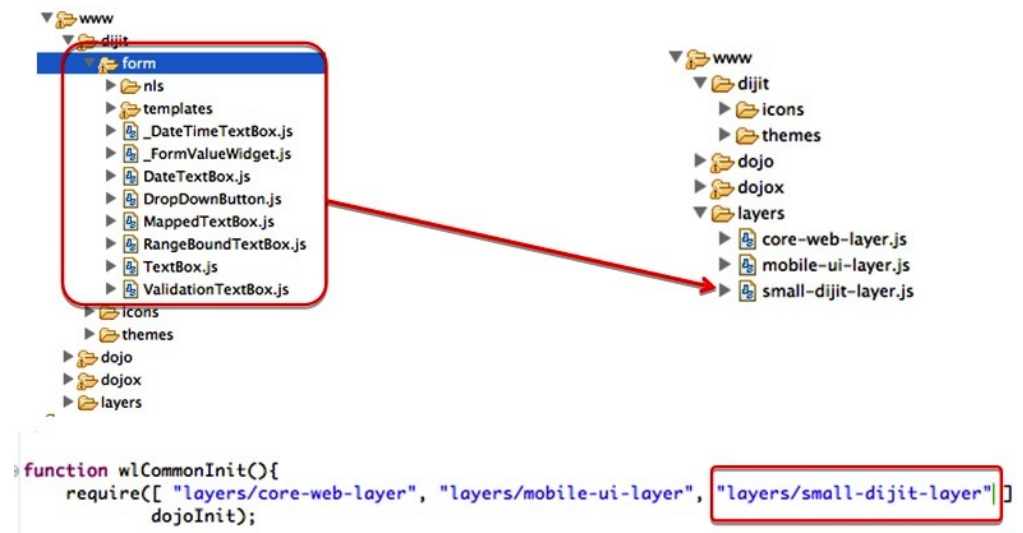 www
dijit
form
nls
templates
_DateTimeTextBox.js
_FormValueWidget.js
DateTextBox.js
DropDownButton.js
MappedTextBox.js
RangeBoundTextBox.js
TextBox.js
ValidationTextBox.js
icons
themes
dojo
dojox
layers
www
dijit
icons
themes
dojo
dojox
layers
core-web-layer.js
mobile-ui-layer.js
small-dijit-layer.js
function wlCommonInit(){
require([ "layers/core-web-layer", "layers/mobile-ui-layer", "layers/small-dijit-layer" ]
dojoInit);